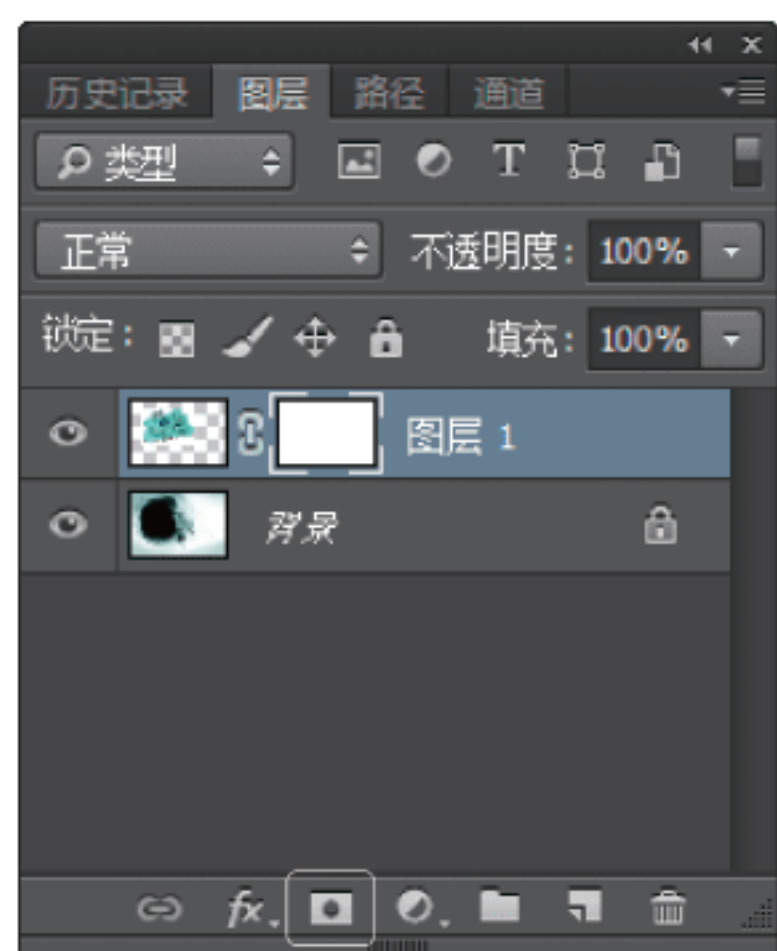 历史记录 图层 路径 通道
类型 T
正常 不透明度: 100%
锁定: 填充: 100%
图层 1
背景
fx.